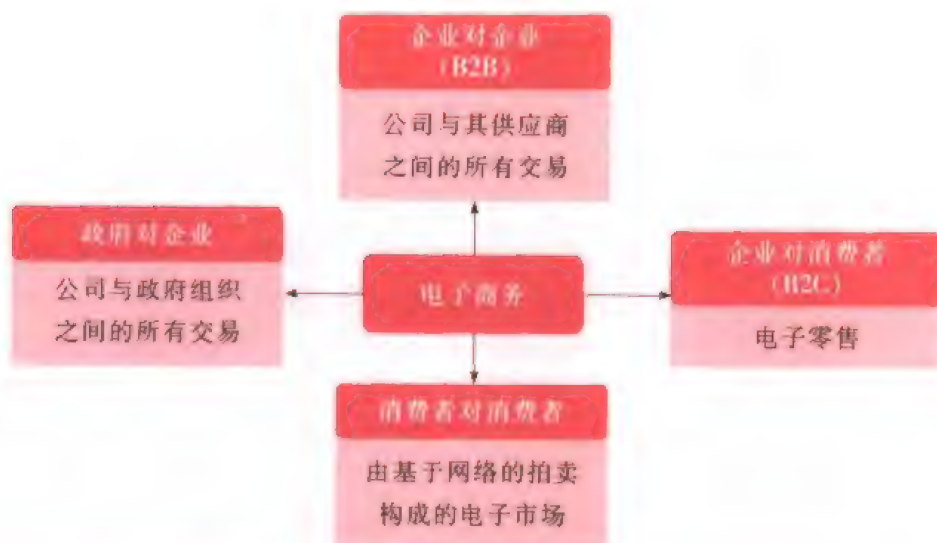 企业对企业
(B2B)
公司与其供应商
之间的所有交易
政府对企业
公司与政府组织
之间的所有交易
电子商务
企业对消费者
(B2C)
电子零售
消费者对消费者
由基于网络的拍卖
构成的电子市场